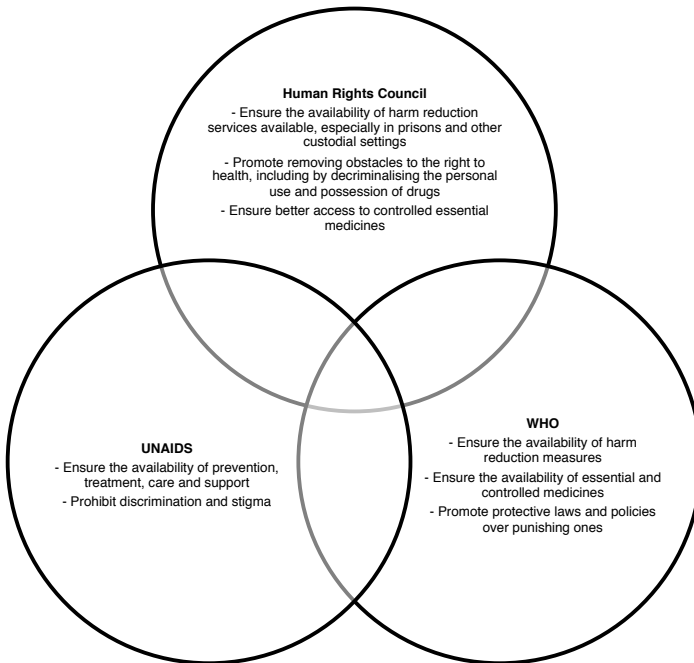 Human Rights Council
- Ensure the availability of harm reduction
services available, especially in prisons and other
custodial settings
- Promote removing obstacles to the right to
health, including by decriminalising the personal
use and possession of drugs
- Ensure better access to controlled essential
medicines
UNAIDS
- Ensure the availability of prevention,
treatment, care and support
- Prohibit discrimination and stigma
WHO
- Ensure the availability of harm
reduction measures
- Ensure the availability of essential and
controlled medicines
- Promote protective laws and policies
over punishing ones